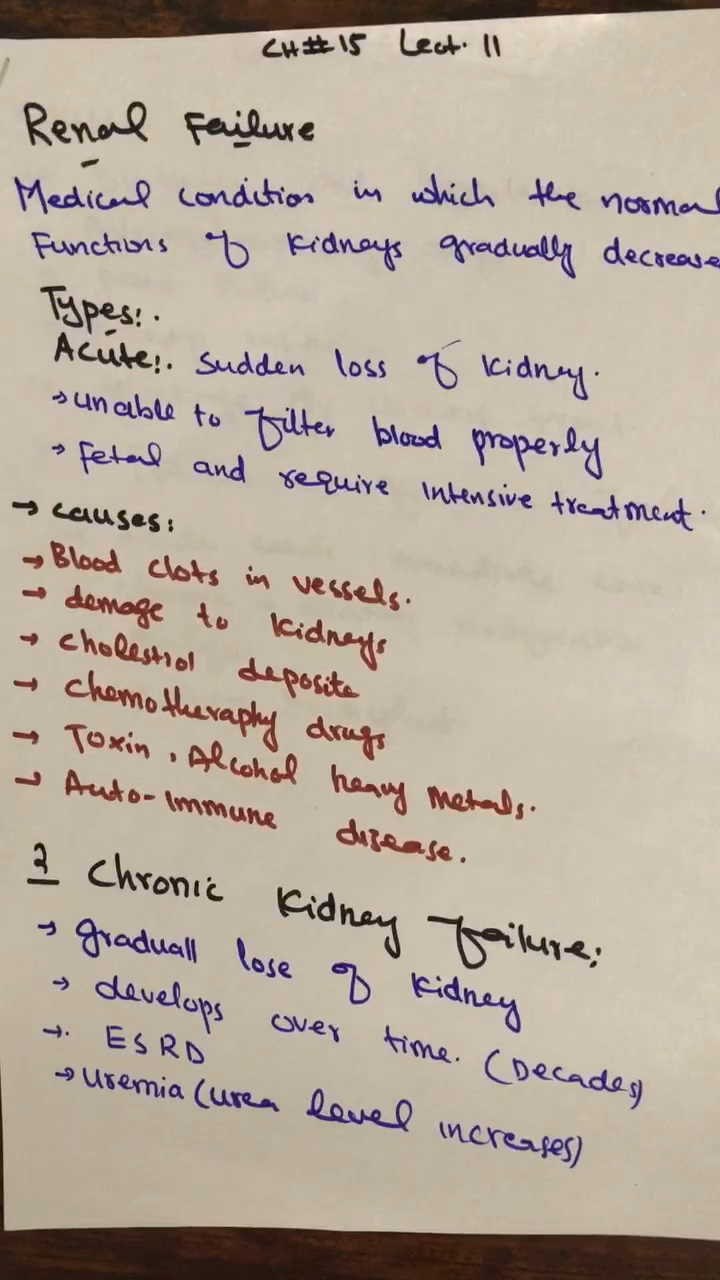 CH#15 Lect. 11
Renal Failure
Medical condition in which the normal
Functions of kidneys gradually decrease
Types:.
Acute:. Sudden loss of kidney.
→ unable to filter blood properly
→ Fetal and require intensive treatment.
→ causes:
→ Blood clots in vessels.
→ demage to kidneys
→ cholestrol deposite
→ chemotheraphy drugs
→ Toxin, Alcohol heavy metals.
→ Auto-immune disease.
2 Chronic kidney failure:
→ graduall lose of kidney
→ develops over time. (Decades)
→. ESRD
→ uremia (urea level increases)